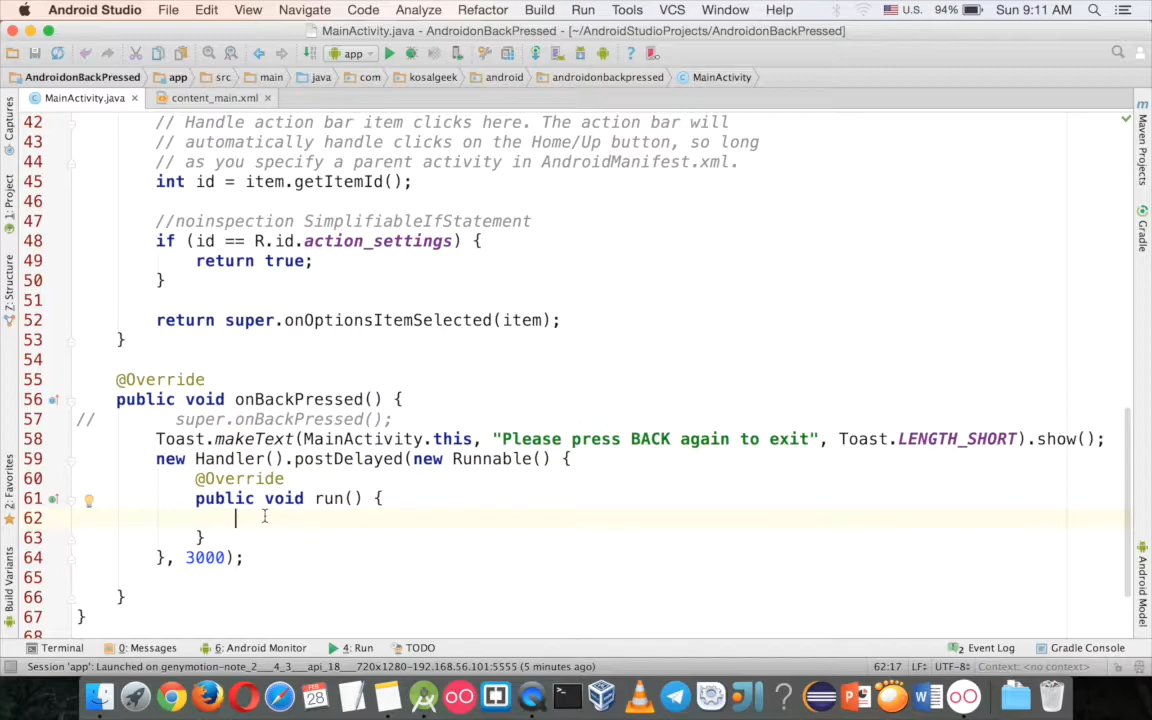 Android Studio File Edit View Navigate Code Analyze Refactor Build Run Tools VCS Window Help U.S. 94% Sun 9:11 AM
MainActivity.java - AndroidonBackPressed - [~/AndroidStudioProjects/AndroidonBackPressed]
app
AndroidonBackPressed app src main java com kosalgeek android androidonbackpressed MainActivity
MainActivity.java content_main.xml
Captures
1: Project
7: Structure
2: Favorites
Build Variants
42 // Handle action bar item clicks here. The action bar will
43 // automatically handle clicks on the Home/Up button, so long
44 // as you specify a parent activity in AndroidManifest.xml.
45 int id = item.getItemId();
46
47 //noinspection SimplifiableIfStatement
48 if (id == R.id.action_settings) {
49 return true;
50 }
51
52 return super.onOptionsItemSelected(item);
53 }
54
55 @Override
56 public void onBackPressed() {
57 // super.onBackPressed();
58 Toast.makeText(MainActivity.this, "Please press BACK again to exit", Toast.LENGTH_SHORT).show();
59 new Handler().postDelayed(new Runnable() {
60 @Override
61 public void run() {
62
63 }
64 }, 3000);
65
66 }
67 }
68
Maven Projects
Gradle
Android Model
Terminal 0: Messages 6: Android Monitor 4: Run TODO 2 Event Log Gradle Console
Session 'app': Launched on genymotion-note_2___4_3___api_18___720x1280-192.168.56.101:5555 (5 minutes ago) 62:17 LF÷ UTF-8÷ Context: <no context>
FEB
28